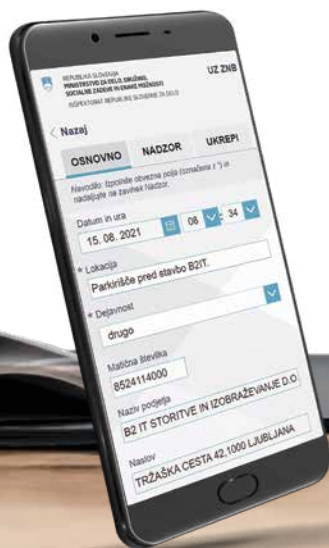 REPUBLIKA SLOVENIJA
MINISTRSTVO ZA DELO, DRUŽINO,
SOCIALNE ZADEVE IN ENAKE MOŽNOSTI
INŠPEKTORAT REPUBLIKE SLOVENIJE ZA DELO
UZ ZNB
Nazaj
OSNOVNO NADZOR UKREPI
Navodilo: Izpolnite obvezna polja (označena z *) in
nadaljujte na zavihek Nadzor.
Datum in ura
15. 08. 2021 08 : 34
* Lokacija
Parkirišče pred stavbo B2IT.
* Dejavnost
drugo
Matična številka
8524114000
Naziv podjetja
B2 IT STORITVE IN IZOBRAŽEVANJE D.O
Naslov
TRŽAŠKA CESTA 42,1000 LJUBLJANA